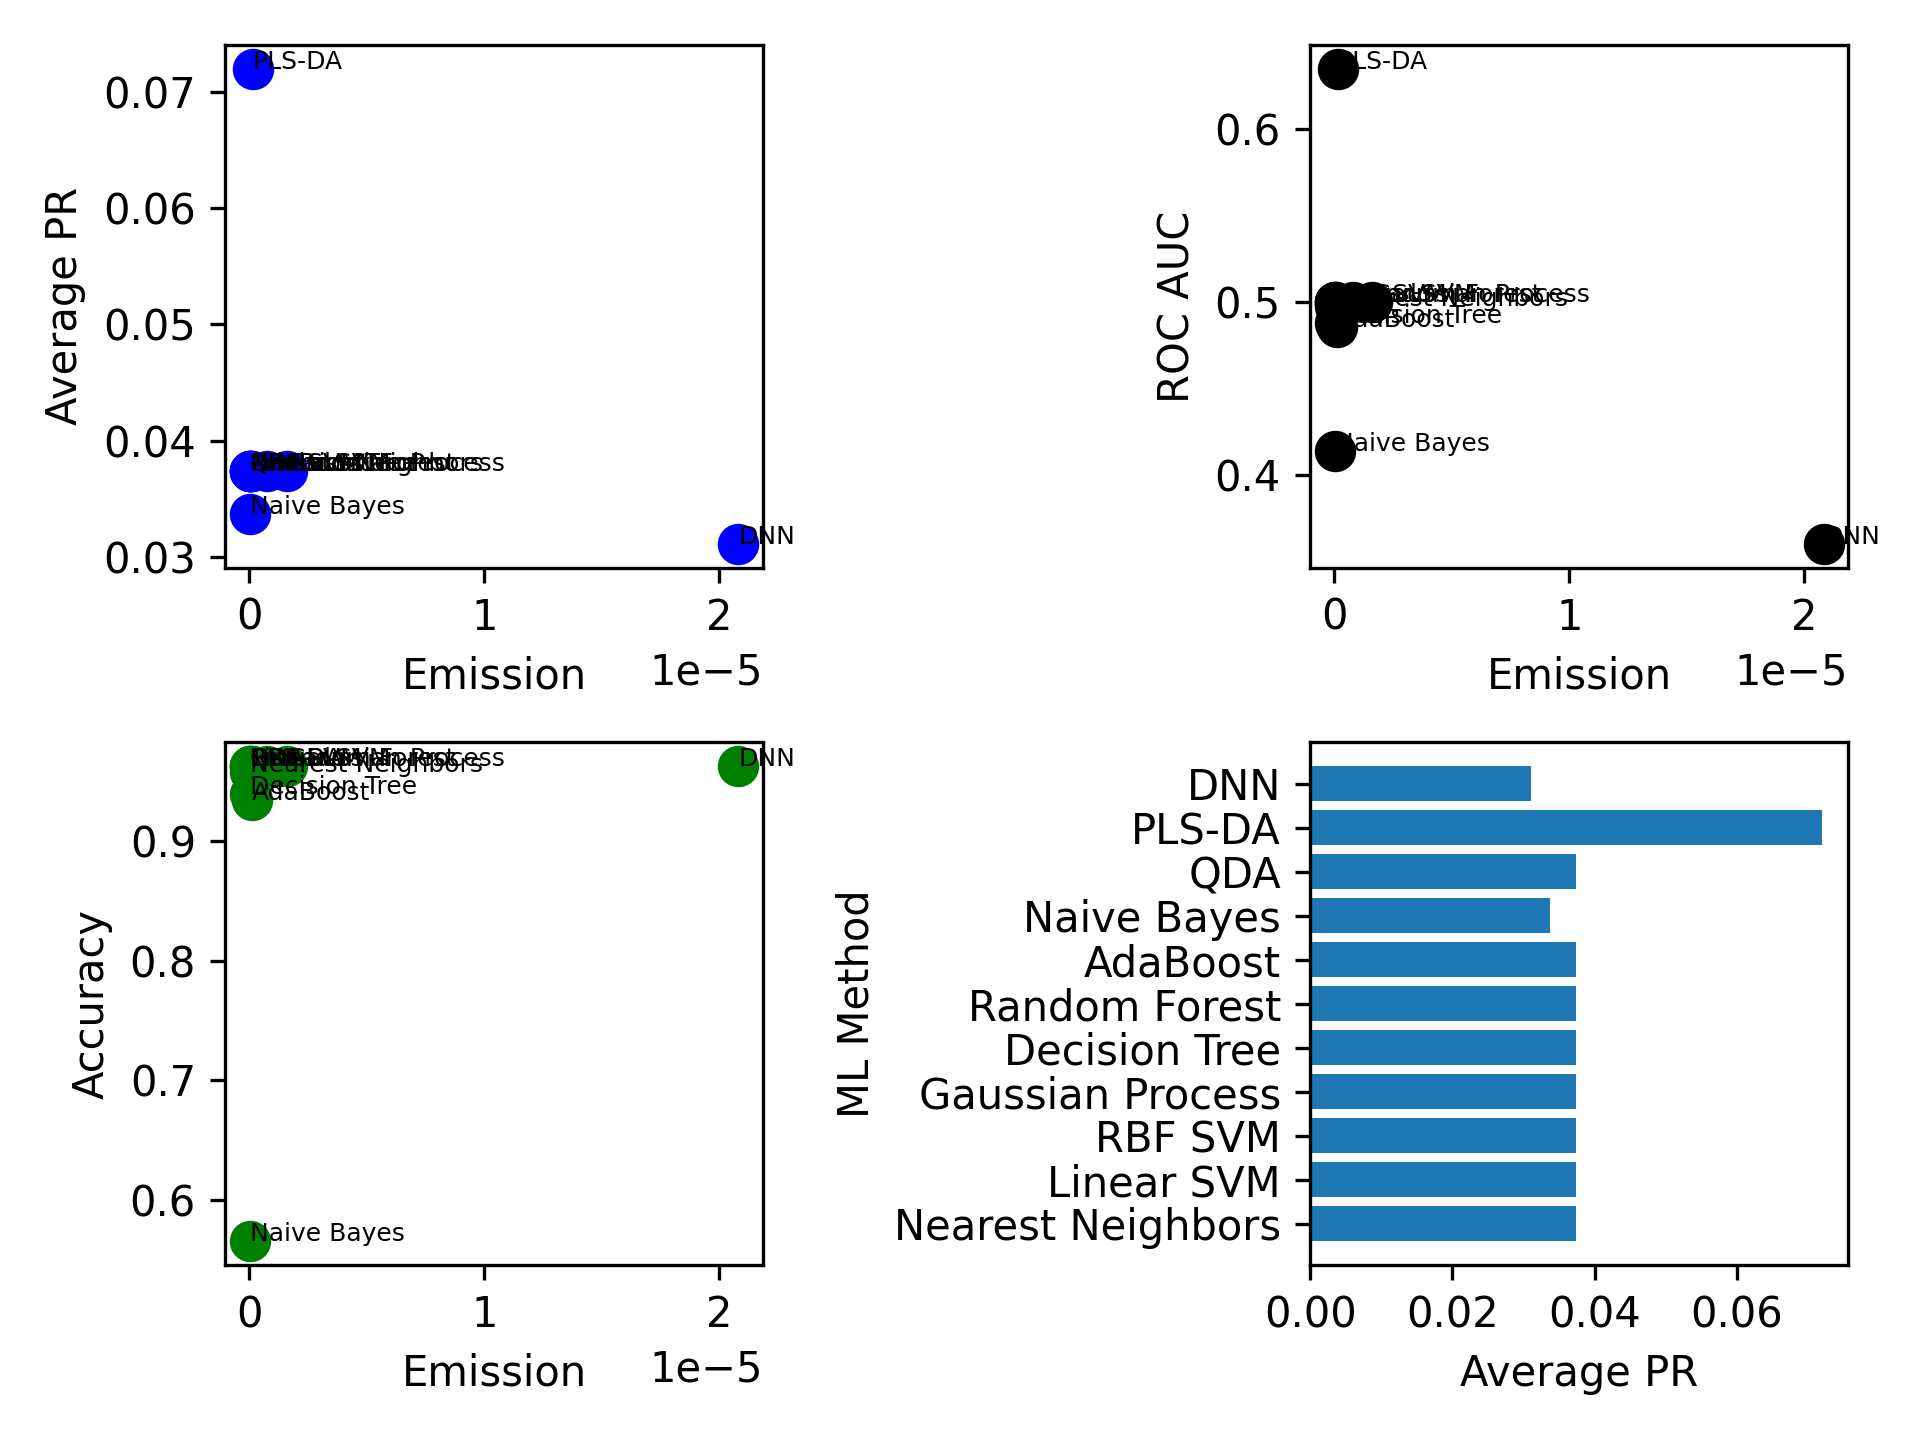 0.07
0.06
0.05
0.04
0.03
Average PR
PLS-DA
Naive Bayes
DNN
0 1 2
Emission 1e−5
0.6
0.5
0.4
ROC AUC
LS-DA
AdaBoost
Naive Bayes
DNN
0 1 2
Emission 1e−5
0.9
0.8
0.7
0.6
Accuracy
Nearest Neighbors
Decision Tree
AdaBoost
DNN
Naive Bayes
0 1 2
Emission 1e−5
ML Method
DNN
PLS-DA
QDA
Naive Bayes
AdaBoost
Random Forest
Decision Tree
Gaussian Process
RBF SVM
Linear SVM
Nearest Neighbors
0.00 0.02 0.04 0.06
Average PR